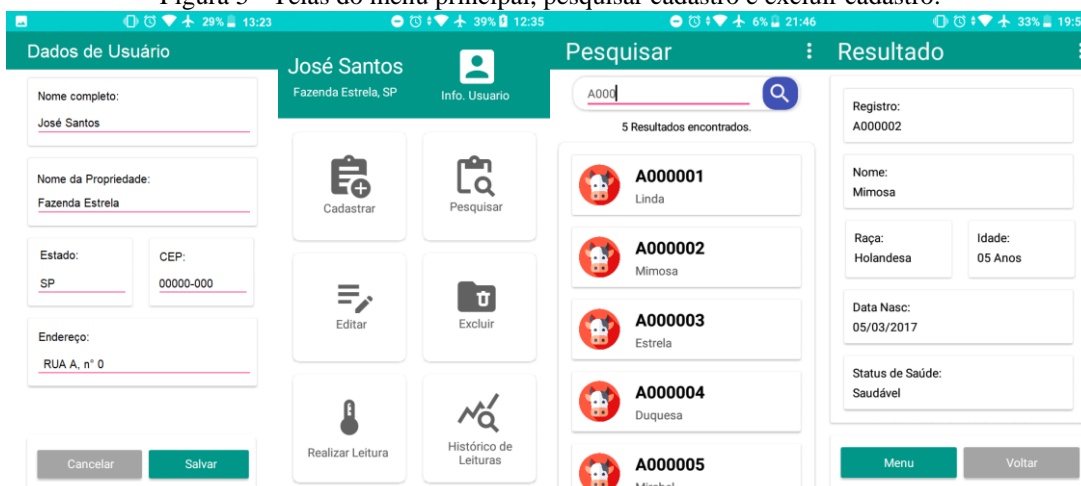 Figura 3 – Telas do menu principal, pesquisar cadastro e excluir cadastro.
29% 13:23
Dados de Usuário
Nome completo:
José Santos
Nome da Propriedade:
Fazenda Estrela
Estado:
SP
CEP:
00000-000
Endereço:
RUA A, n° 0
Cancelar
Salvar
39% 12:35
José Santos
Fazenda Estrela, SP
Info. Usuario
Cadastrar
Pesquisar
Editar
Excluir
Realizar Leitura
Histórico de
Leituras
6% 21:46
Pesquisar
A000
5 Resultados encontrados.
A000001
Linda
A000002
Mimosa
A000003
Estrela
A000004
Duquesa
A000005
33%
Resultado
Registro:
A000002
Nome:
Mimosa
Raça:
Holandesa
Idade:
05 Anos
Data Nasc:
05/03/2017
Status de Saúde:
Saudável
Menu
Voltar